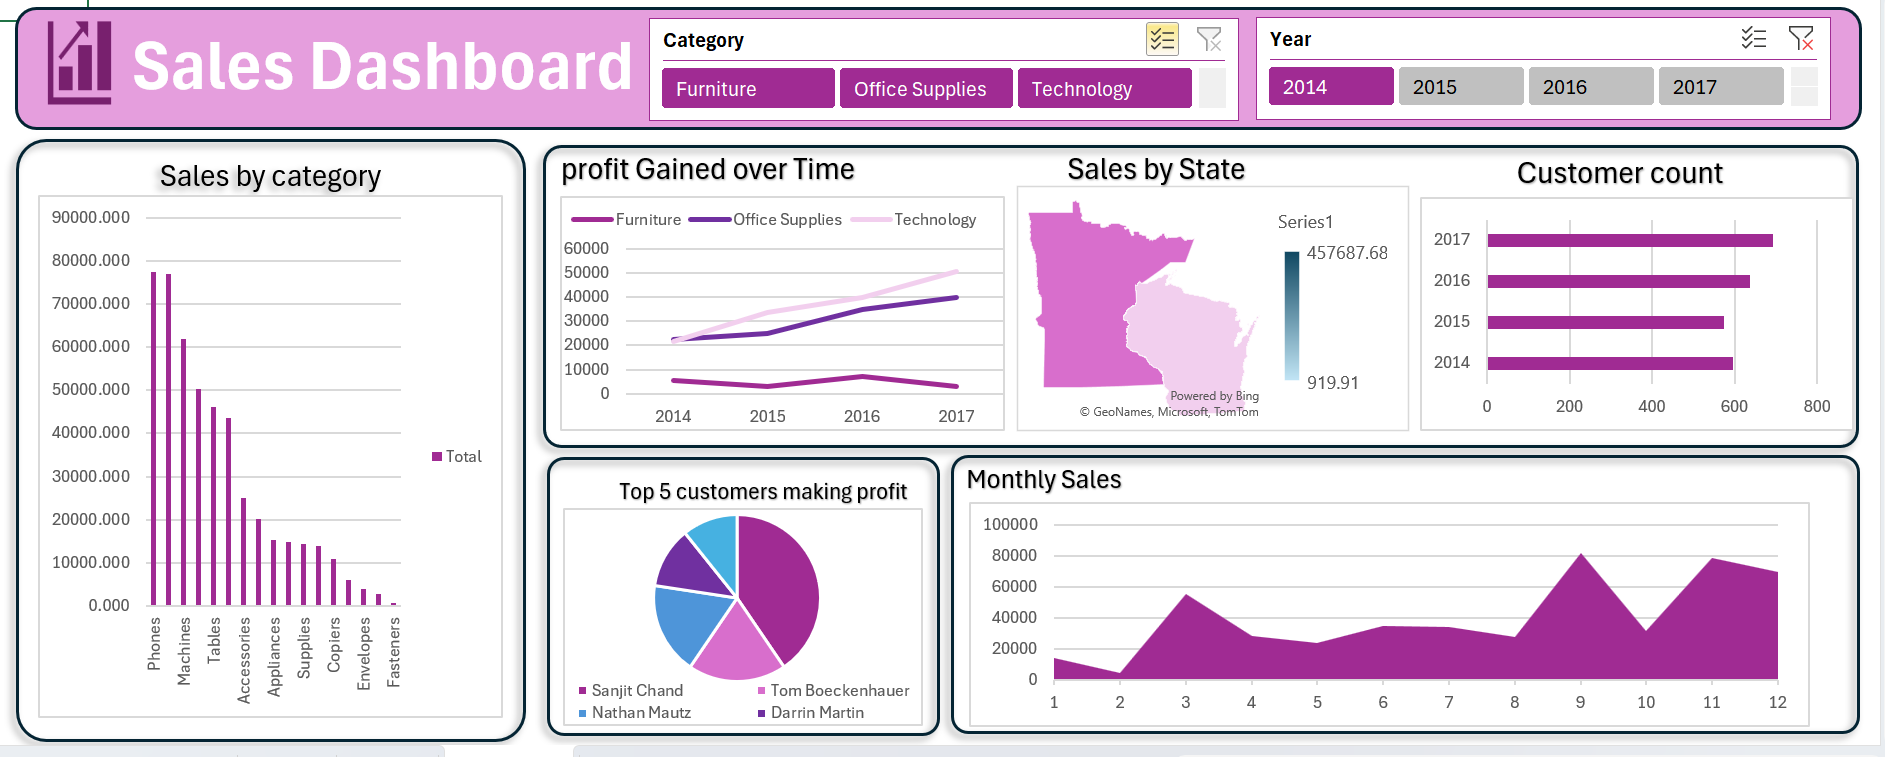 Sales Dashboard
Category
Furniture
Office Supplies
Technology
Year
2014
2015
2016
2017
Sales by category
90000.000
80000.000
70000.000
60000.000
50000.000
40000.000
30000.000
20000.000
10000.000
0.000
Phones
Machines
Tables
Accessories
Appliances
Supplies
Copiers
Envelopes
Fasteners
Total
profit Gained over Time
Furniture
Office Supplies
Technology
60000
50000
40000
30000
20000
10000
0
2014
2015
2016
2017
Sales by State
Series1
457687.68
919.91
Powered by Bing
© GeoNames, Microsoft, TomTom
Customer count
2017
2016
2015
2014
0
200
400
600
800
Top 5 customers making profit
Sanjit Chand
Tom Boeckenhauer
Nathan Mautz
Darrin Martin
Monthly Sales
100000
80000
60000
40000
20000
0
1
2
3
4
5
6
7
8
9
10
11
12